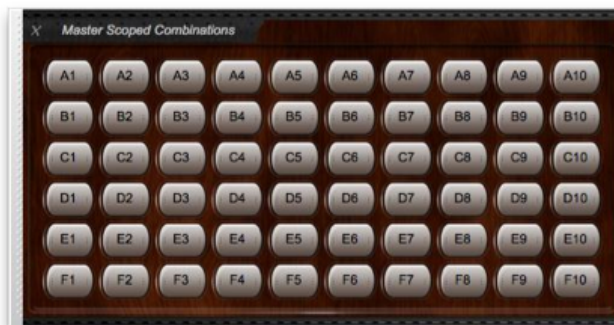 X Master Scoped Combinations
A1 A2 A3 A4 A5 A6 A7 A8 A9 A10
B1 B2 B3 B4 B5 B6 B7 B8 B9 B10
C1 C2 C3 C4 C5 C6 C7 C8 C9 C10
D1 D2 D3 D4 D5 D6 D7 D8 D9 D10
E1 E2 E3 E4 E5 E6 E7 E8 E9 E10
F1 F2 F3 F4 F5 F6 F7 F8 F9 F10